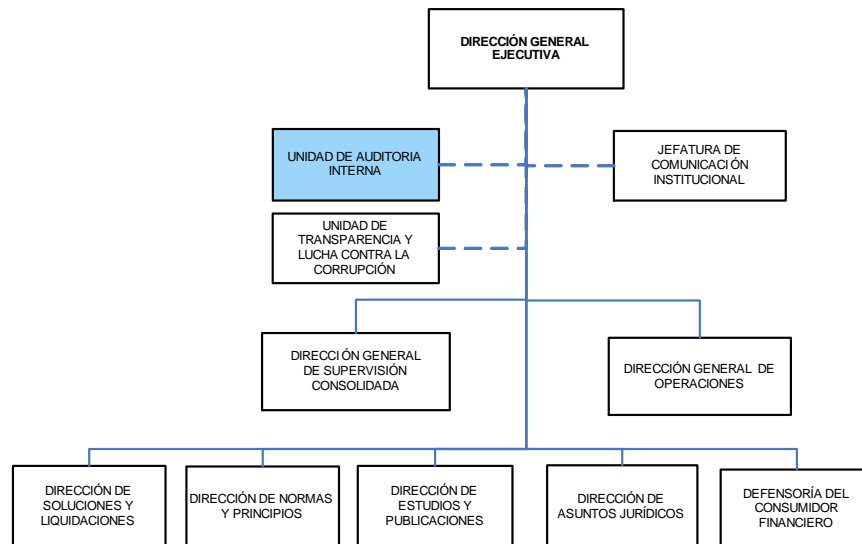 DIRECCIÓN GENERAL
EJECUTIVA
UNIDAD DE AUDITORIA
INTERNA
JEFATURA DE
COMUNICACIÓN
INSTITUCIONAL
UNIDAD DE
TRANSPARENCIA Y
LUCHA CONTRA LA
CORRUPCIÓN
DIRECCIÓN GENERAL
DE SUPERVISIÓN
CONSOLIDADA
DIRECCIÓN GENERAL DE
OPERACIONES
DIRECCIÓN DE
SOLUCIONES Y
LIQUIDACIONES
DIRECCIÓN DE NORMAS
Y PRINCIPIOS
DIRECCIÓN DE
ESTUDIOS Y
PUBLICACIONES
DIRECCIÓN DE
ASUNTOS JURÍDICOS
DEFENSORÍA DEL
CONSUMIDOR
FINANCIERO